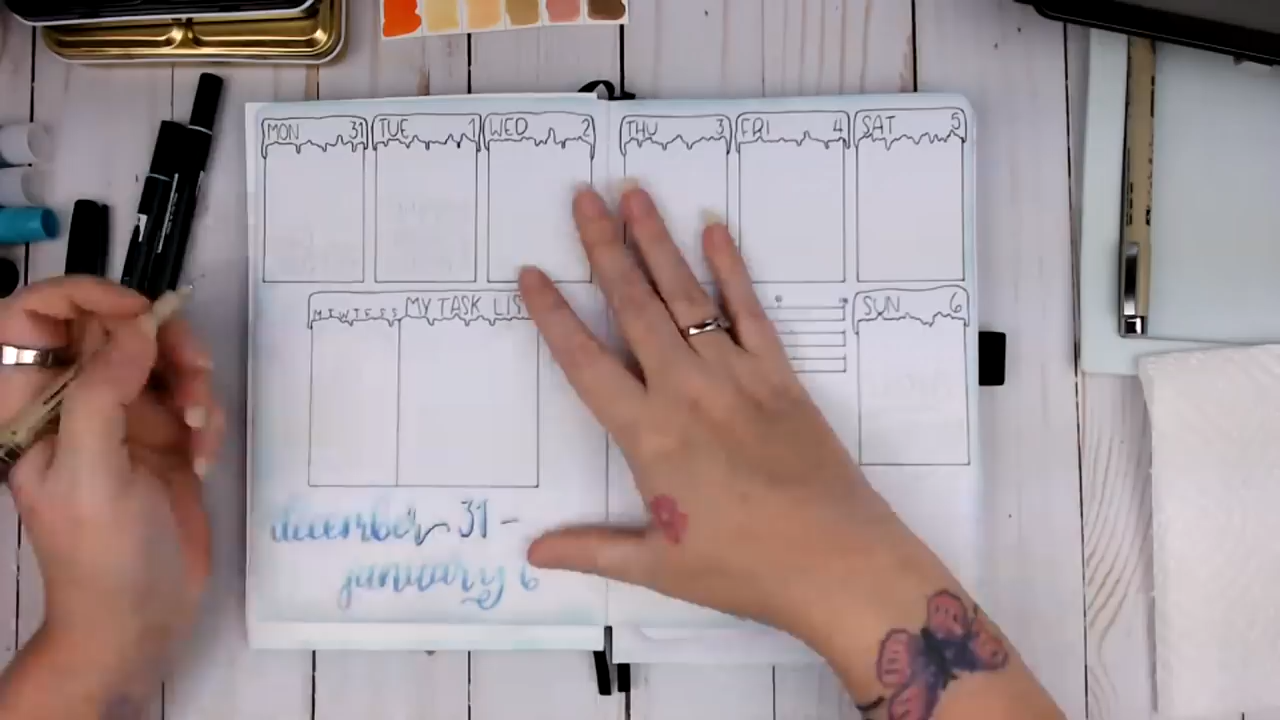 MON 31 TUE 1 WED 2 THU 3 FRI 4 SAT 5
M T W T F S S MY TASK LIS SUN 6
december 31 -
january 6